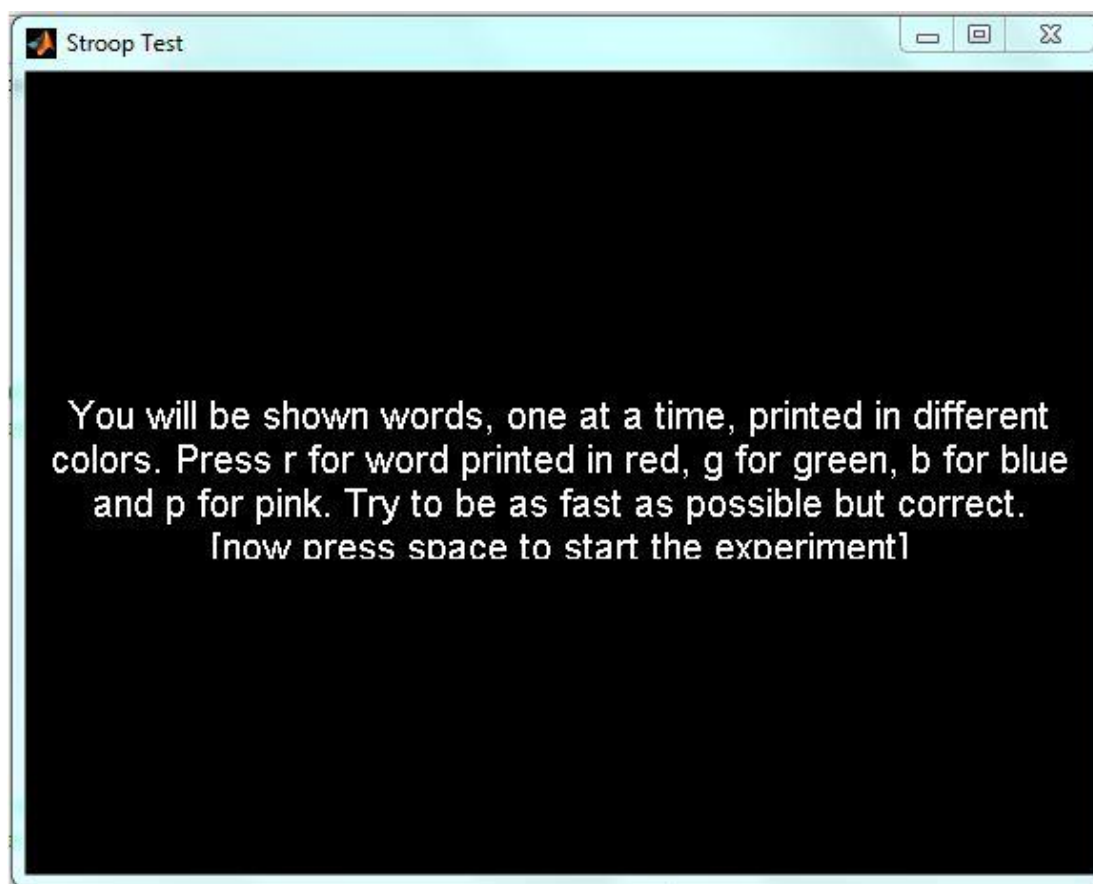 Stroop Test
You will be shown words, one at a time, printed in different
colors. Press r for word printed in red, g for green, b for blue
and p for pink. Try to be as fast as possible but correct.
[now press space to start the experiment]